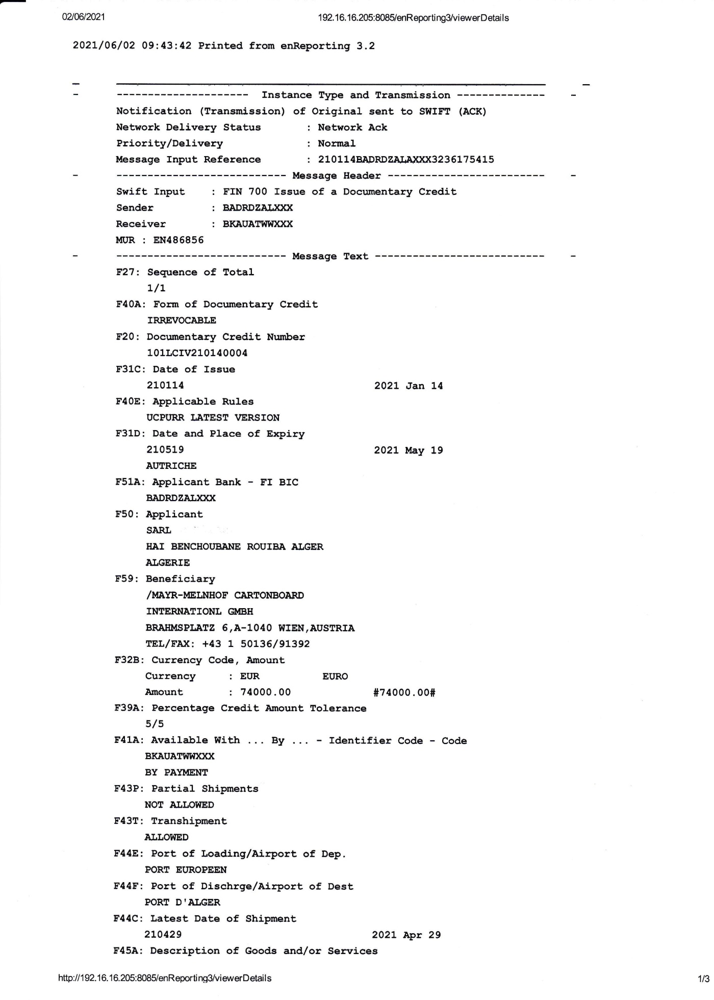 02/06/2021 192.16.16.205:8085/enReporting3/viewerDetails
2021/06/02 09:43:42 Printed from enReporting 3.2
- --------------------- Instance Type and Transmission -------------- -
Notification (Transmission) of Original sent to SWIFT (ACK)
Network Delivery Status : Network Ack
Priority/Delivery : Normal
Message Input Reference : 210114BADRDZALAXXX3236175415
- --------------------------- Message Header ------------------------- -
Swift Input : FIN 700 Issue of a Documentary Credit
Sender : BADRDZALXXX
Receiver : BKAUATWWXXX
MUR : EN486856
- --------------------------- Message Text --------------------------- -
F27: Sequence of Total
1/1
F40A: Form of Documentary Credit
IRREVOCABLE
F20: Documentary Credit Number
101LCIV210140004
F31C: Date of Issue
210114 2021 Jan 14
F40E: Applicable Rules
UCPURR LATEST VERSION
F31D: Date and Place of Expiry
210519 2021 May 19
AUTRICHE
F51A: Applicant Bank - FI BIC
BADRDZALXXX
F50: Applicant
SARL
HAI BENCHOUBANE ROUIBA ALGER
ALGERIE
F59: Beneficiary
/MAYR-MELNHOF CARTONBOARD
INTERNATIONL GMBH
BRAHMSPLATZ 6,A-1040 WIEN,AUSTRIA
TEL/FAX: +43 1 50136/91392
F32B: Currency Code, Amount
Currency : EUR EURO
Amount : 74000.00 #74000.00#
F39A: Percentage Credit Amount Tolerance
5/5
F41A: Available With ... By ... - Identifier Code - Code
BKAUATWWXXX
BY PAYMENT
F43P: Partial Shipments
NOT ALLOWED
F43T: Transhipment
ALLOWED
F44E: Port of Loading/Airport of Dep.
PORT EUROPEEN
F44F: Port of Dischrge/Airport of Dest
PORT D'ALGER
F44C: Latest Date of Shipment
210429 2021 Apr 29
F45A: Description of Goods and/or Services
http://192.16.16.205:8085/enReporting3/viewerDetails 1/3